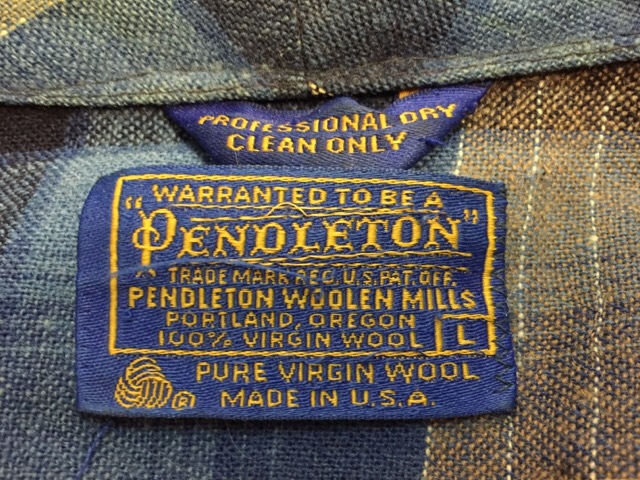 PROFESSIONAL DRY
CLEAN ONLY
WARRANTED TO BE A
"PENDLETON"
TRADE MARK REG. U.S. PAT. OFF.
PENDLETON WOOLEN MILLS
PORTLAND, OREGON
100% VIRGIN WOOL L
® PURE VIRGIN WOOL
MADE IN U.S.A.